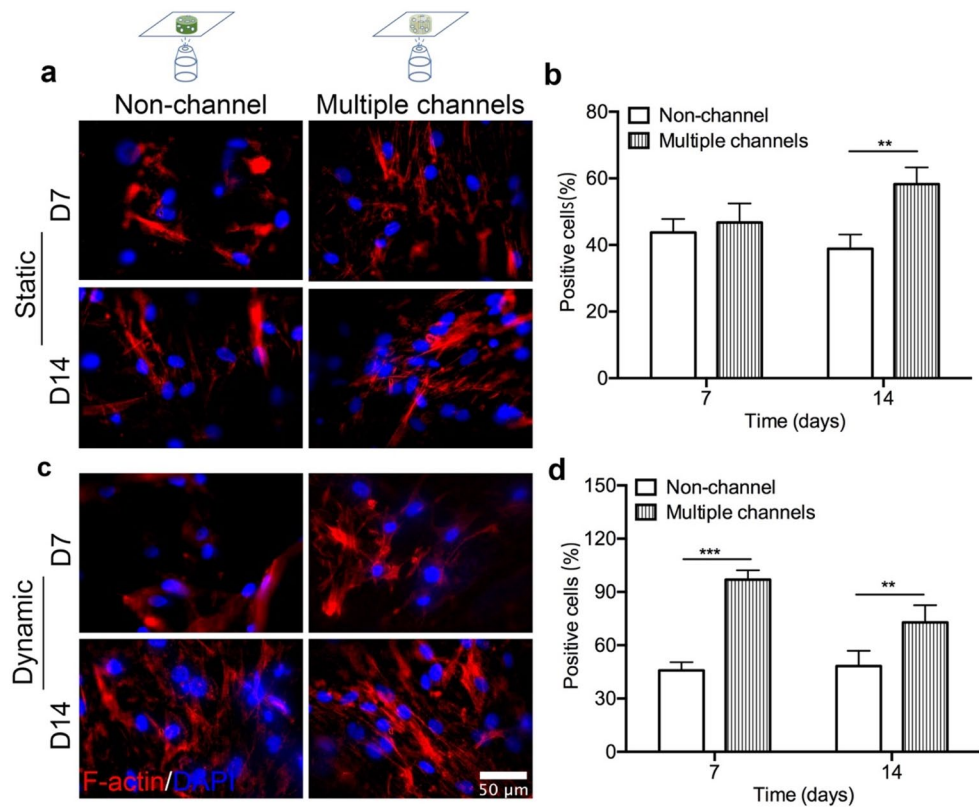 a
Non-channel
Multiple channels
D7
Static
D14
b
Non-channel
Multiple channels
**
Positive cells(%)
80
60
40
20
0
7
14
Time (days)
c
D7
Dynamic
D14
F-actin/DAPI
50 μm
d
Non-channel
Multiple channels
***
**
Positive cells (%)
150
120
90
60
30
0
7
14
Time (days)